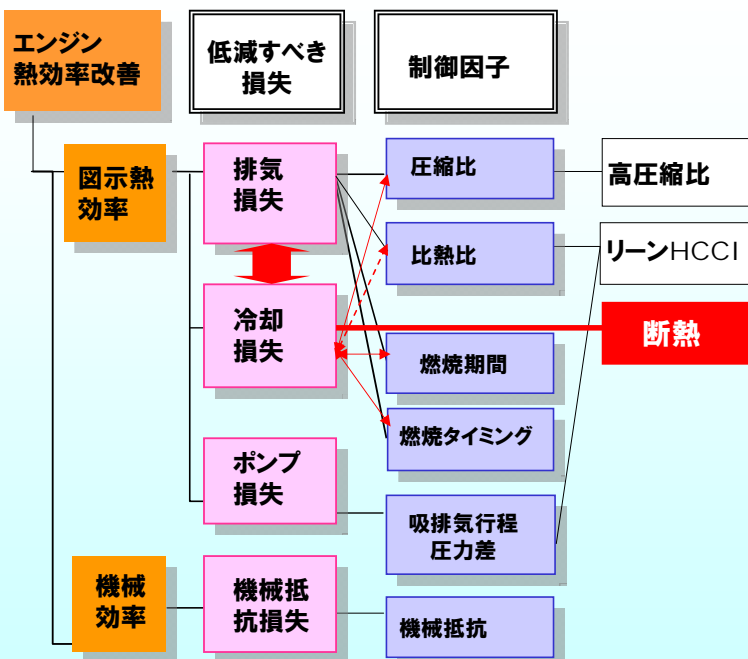 エンジン
熱効率改善
低減すべき
損失
制御因子
図示熱
効率
排気
損失
圧縮比
高圧縮比
比熱比
リーンHCCI
冷却
損失
断熱
燃焼期間
燃焼タイミング
ポンプ
損失
吸排気行程
圧力差
機械
効率
機械抵
抗損失
機械抵抗